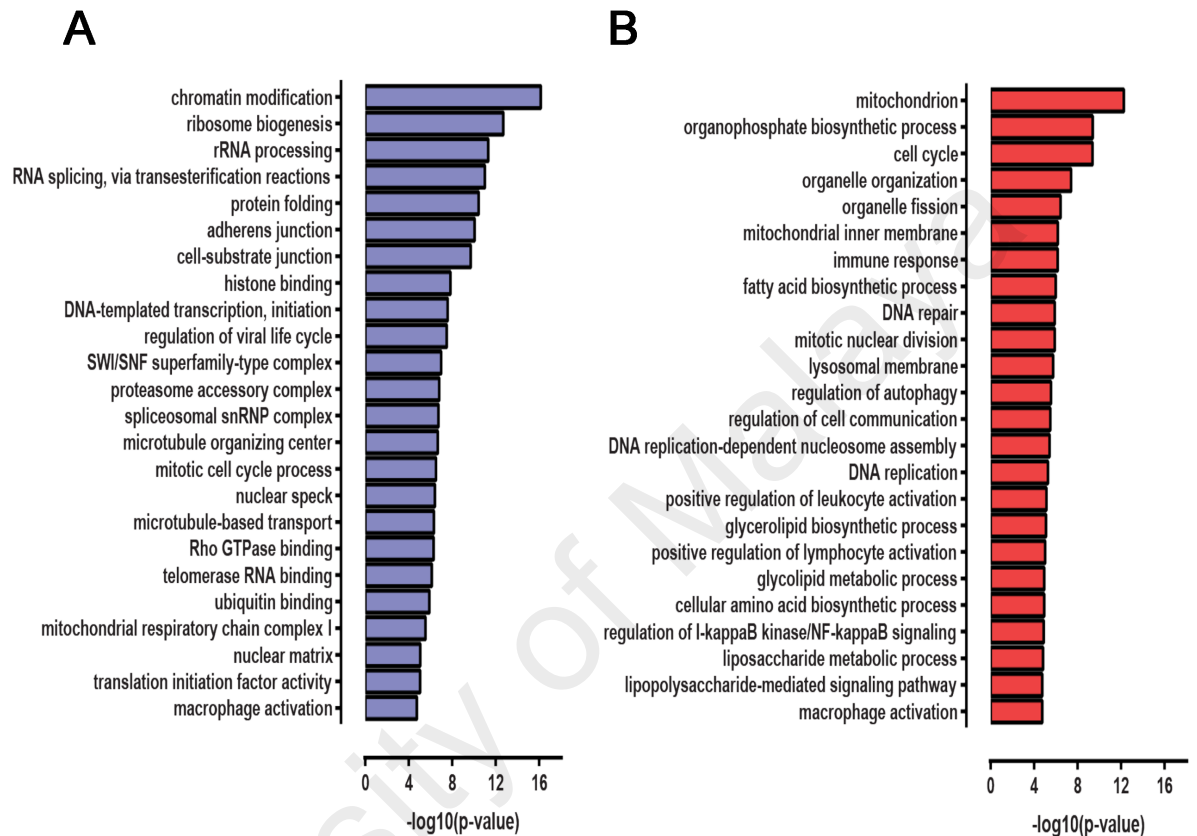 A
chromatin modification
ribosome biogenesis
rRNA processing
RNA splicing, via transesterification reactions
protein folding
adherens junction
cell-substrate junction
histone binding
DNA-templated transcription, initiation
regulation of viral life cycle
SWI/SNF superfamily-type complex
proteasome accessory complex
spliceosomal snRNP complex
microtubule organizing center
mitotic cell cycle process
nuclear speck
microtubule-based transport
Rho GTPase binding
telomerase RNA binding
ubiquitin binding
mitochondrial respiratory chain complex I
nuclear matrix
translation initiation factor activity
macrophage activation
0 4 8 12 16
-log10(p-value)
B
mitochondrion
organophosphate biosynthetic process
cell cycle
organelle organization
organelle fission
mitochondrial inner membrane
immune response
fatty acid biosynthetic process
DNA repair
mitotic nuclear division
lysosomal membrane
regulation of autophagy
regulation of cell communication
DNA replication-dependent nucleosome assembly
DNA replication
positive regulation of leukocyte activation
glycerolipid biosynthetic process
positive regulation of lymphocyte activation
glycolipid metabolic process
cellular amino acid biosynthetic process
regulation of I-kappaB kinase/NF-kappaB signaling
liposaccharide metabolic process
lipopolysaccharide-mediated signaling pathway
macrophage activation
0 4 8 12 16
-log10(p-value)
sity of Malaya